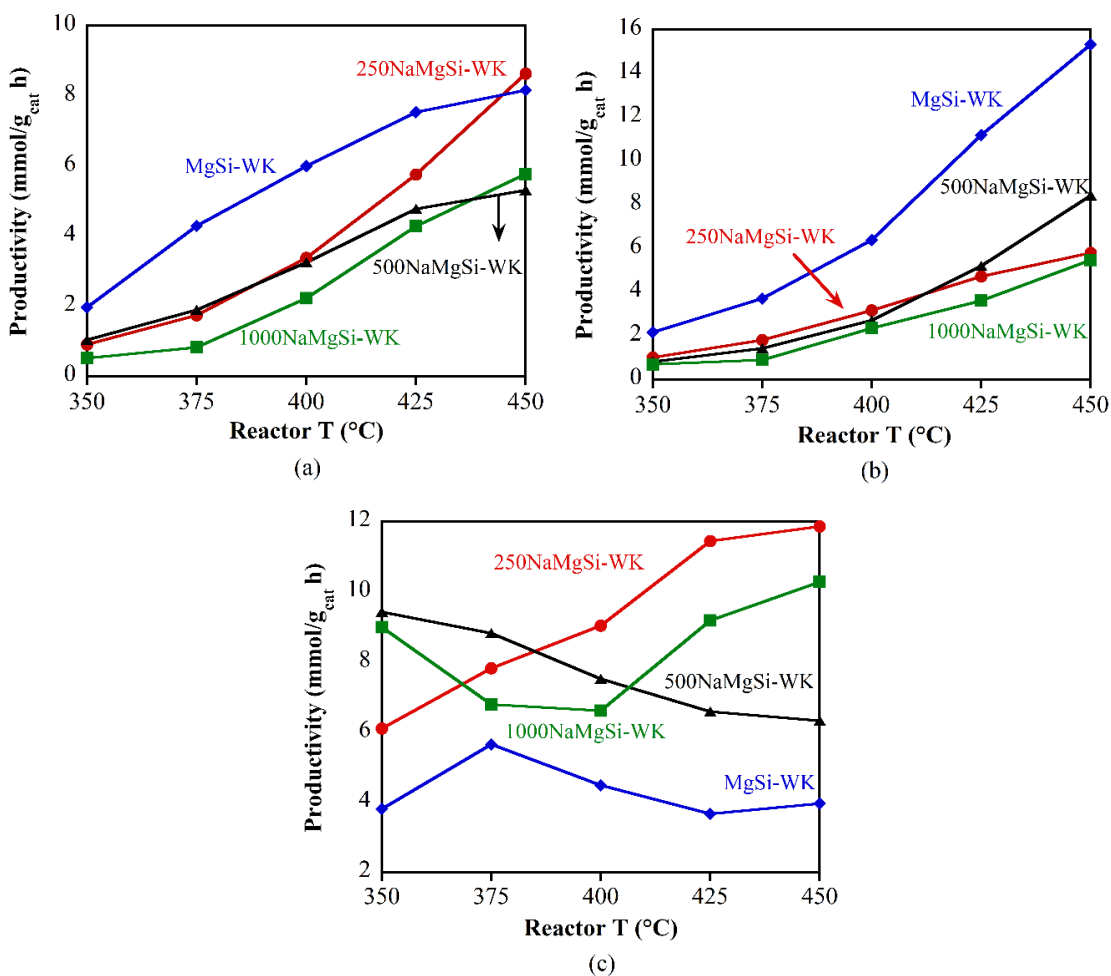 10
8
6
4
2
0
Productivity (mmol/g_cat h)
250NaMgSi-WK
MgSi-WK
500NaMgSi-WK
1000NaMgSi-WK
350 375 400 425 450
Reactor T (°C)
(a)
16
14
12
10
8
6
4
2
0
Productivity (mmol/g_cat h)
MgSi-WK
500NaMgSi-WK
250NaMgSi-WK
1000NaMgSi-WK
350 375 400 425 450
Reactor T (°C)
(b)
12
10
8
6
4
2
Productivity (mmol/g_cat h)
250NaMgSi-WK
500NaMgSi-WK
1000NaMgSi-WK
MgSi-WK
350 375 400 425 450
Reactor T (°C)
(c)